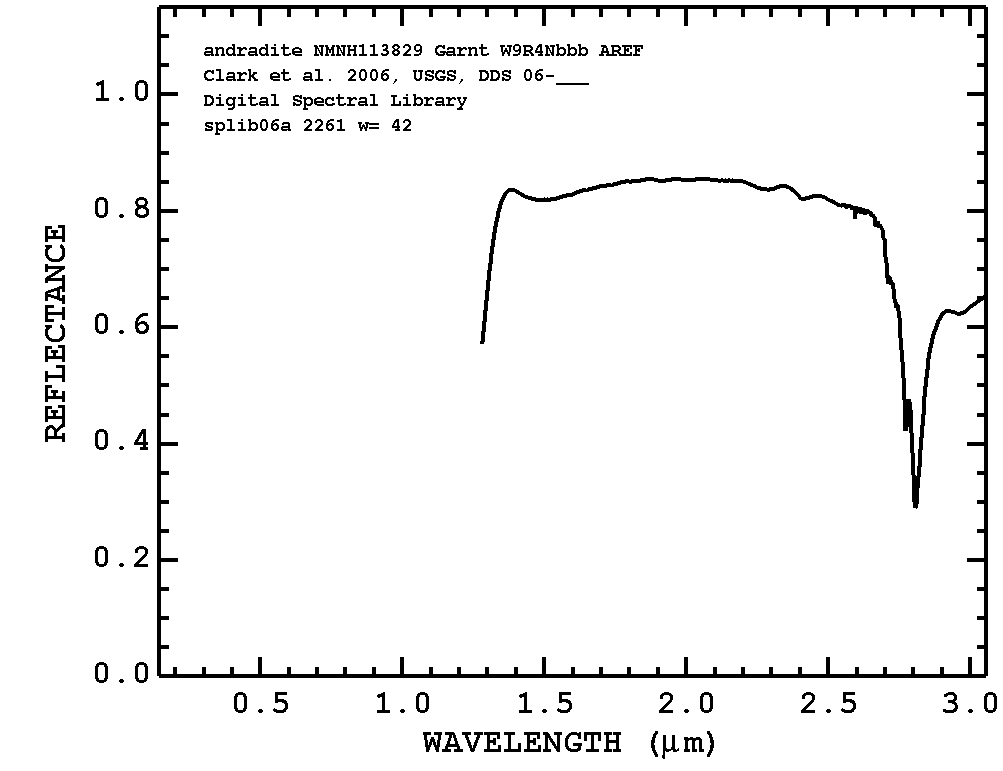 andradite NMNH113829 Garnt W9R4Nbbb AREF
Clark et al. 2006, USGS, DDS 06-___
Digital Spectral Library
splib06a 2261 w= 42
REFLECTANCE
1.0
0.8
0.6
0.4
0.2
0.0
0.5 1.0 1.5 2.0 2.5 3.0
WAVELENGTH (μm)